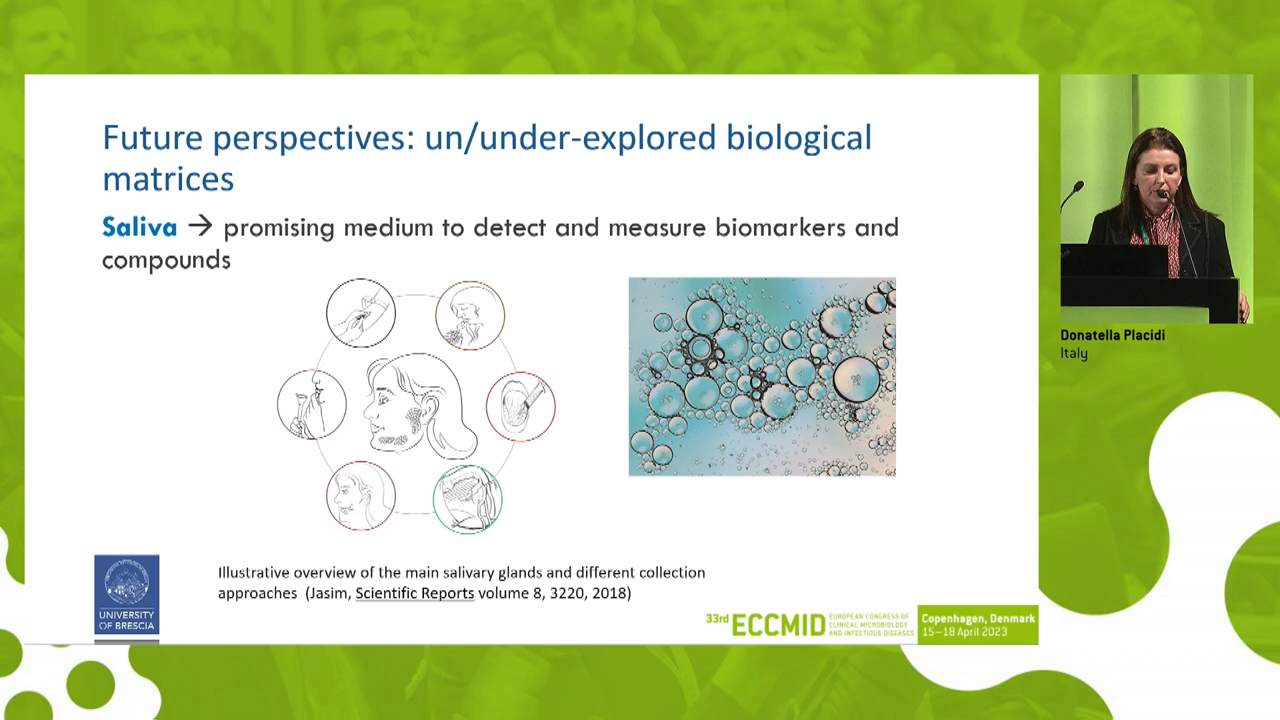 Future perspectives: un/under-explored biological
matrices
Saliva → promising medium to detect and measure biomarkers and
compounds
Illustrative overview of the main salivary glands and different collection
approaches (Jasim, Scientific Reports volume 8, 3220, 2018)
UNIVERSITY
OF BRESCIA
33rd ECCMID
EUROPEAN CONGRESS OF
CLINICAL MICROBIOLOGY
AND INFECTIOUS DISEASES
Copenhagen, Denmark
15–18 April 2023
Donatella Placidi
Italy